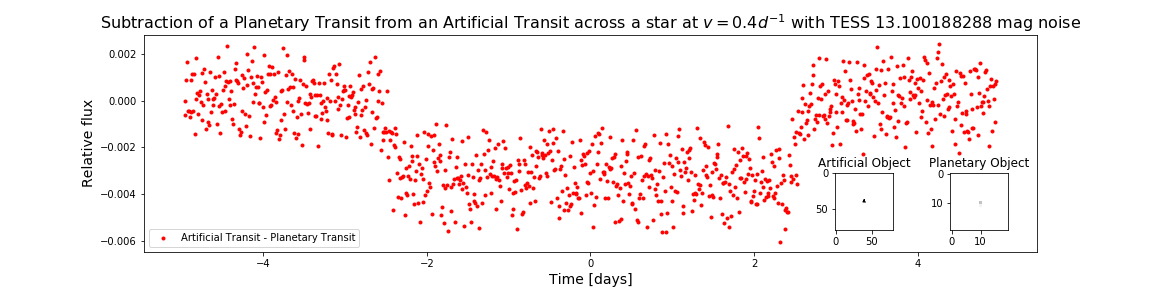 Subtraction of a Planetary Transit from an Artificial Transit across a star at v = 0.4d⁻¹ with TESS 13.100188288 mag noise
0.002
0.000
−0.002
−0.004
−0.006
Relative flux
Artificial Transit - Planetary Transit
Artificial Object
0
50
0 50
Planetary Object
0
10
0 10
−4 −2 0 2 4
Time [days]